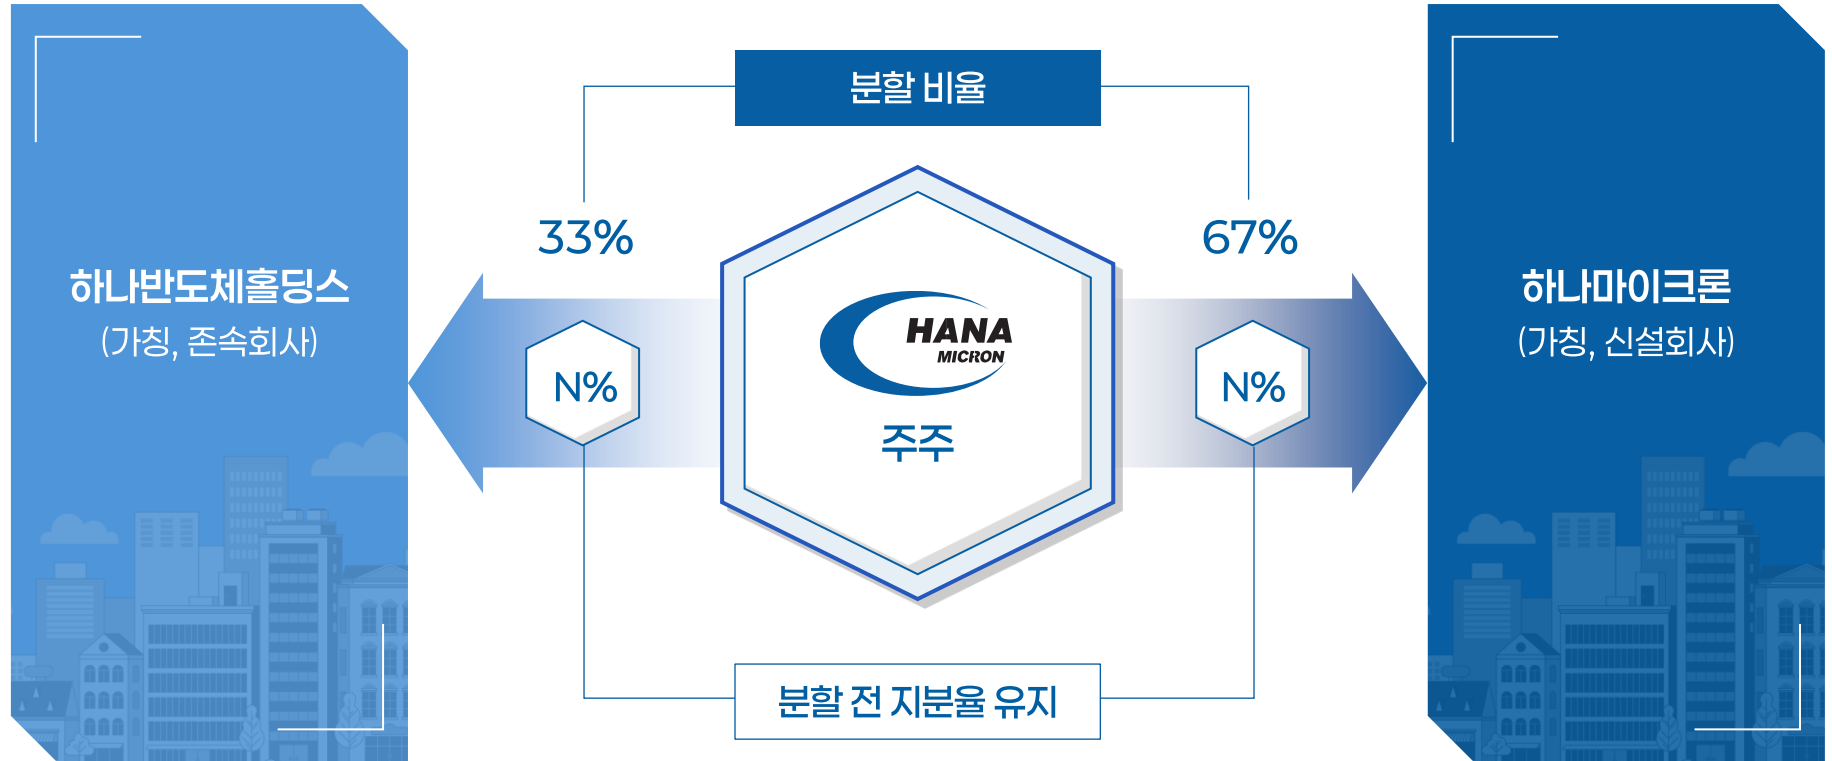 분할 비율
33%
67%
하나반도체홀딩스
(가칭, 존속회사)
N%
HANA
MICRON
주주
N%
하나마이크론
(가칭, 신설회사)
분할 전 지분율 유지